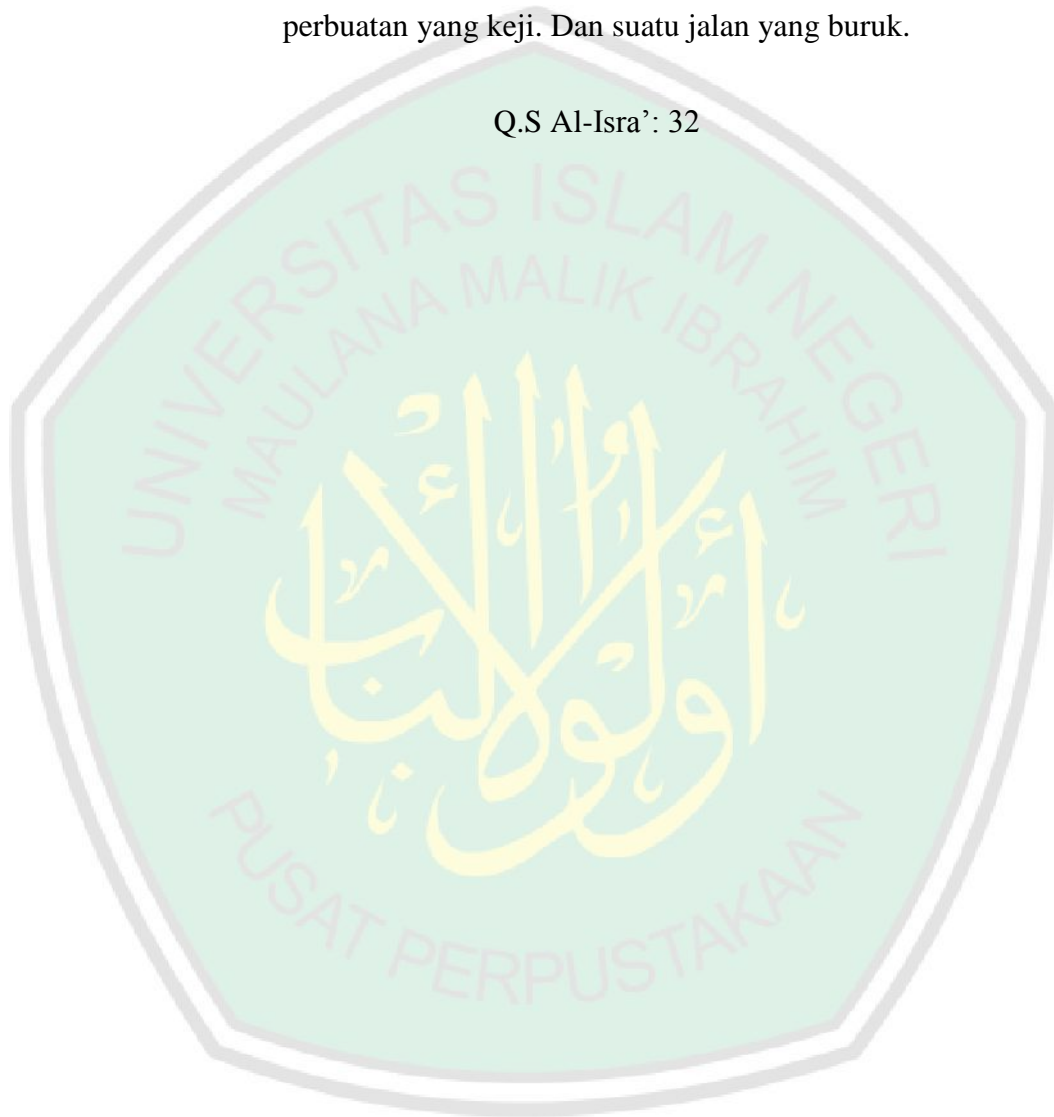 perbuatan yang keji. Dan suatu jalan yang buruk.
Q.S Al-Isra’: 32
UNIVERSITAS ISLAM NEGERI
MAULANA MALIK IBRAHIM
أولوا الألباب
PUSAT PERPUSTAKAAN